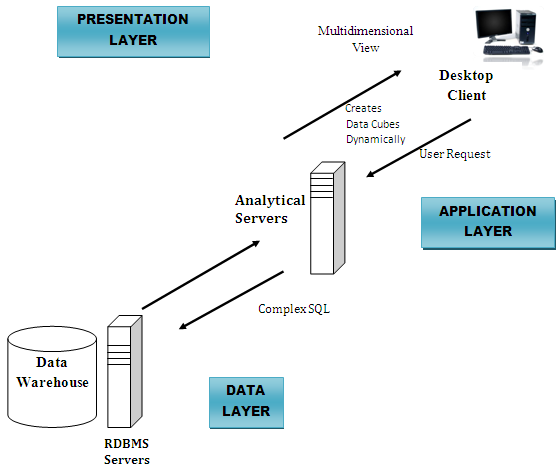 PRESENTATION
LAYER
Multidimensional
View
Desktop
Client
Creates
Data Cubes
Dynamically
User Request
Analytical
Servers
APPLICATION
LAYER
Complex SQL
Data
Warehouse
DATA
LAYER
RDBMS
Servers